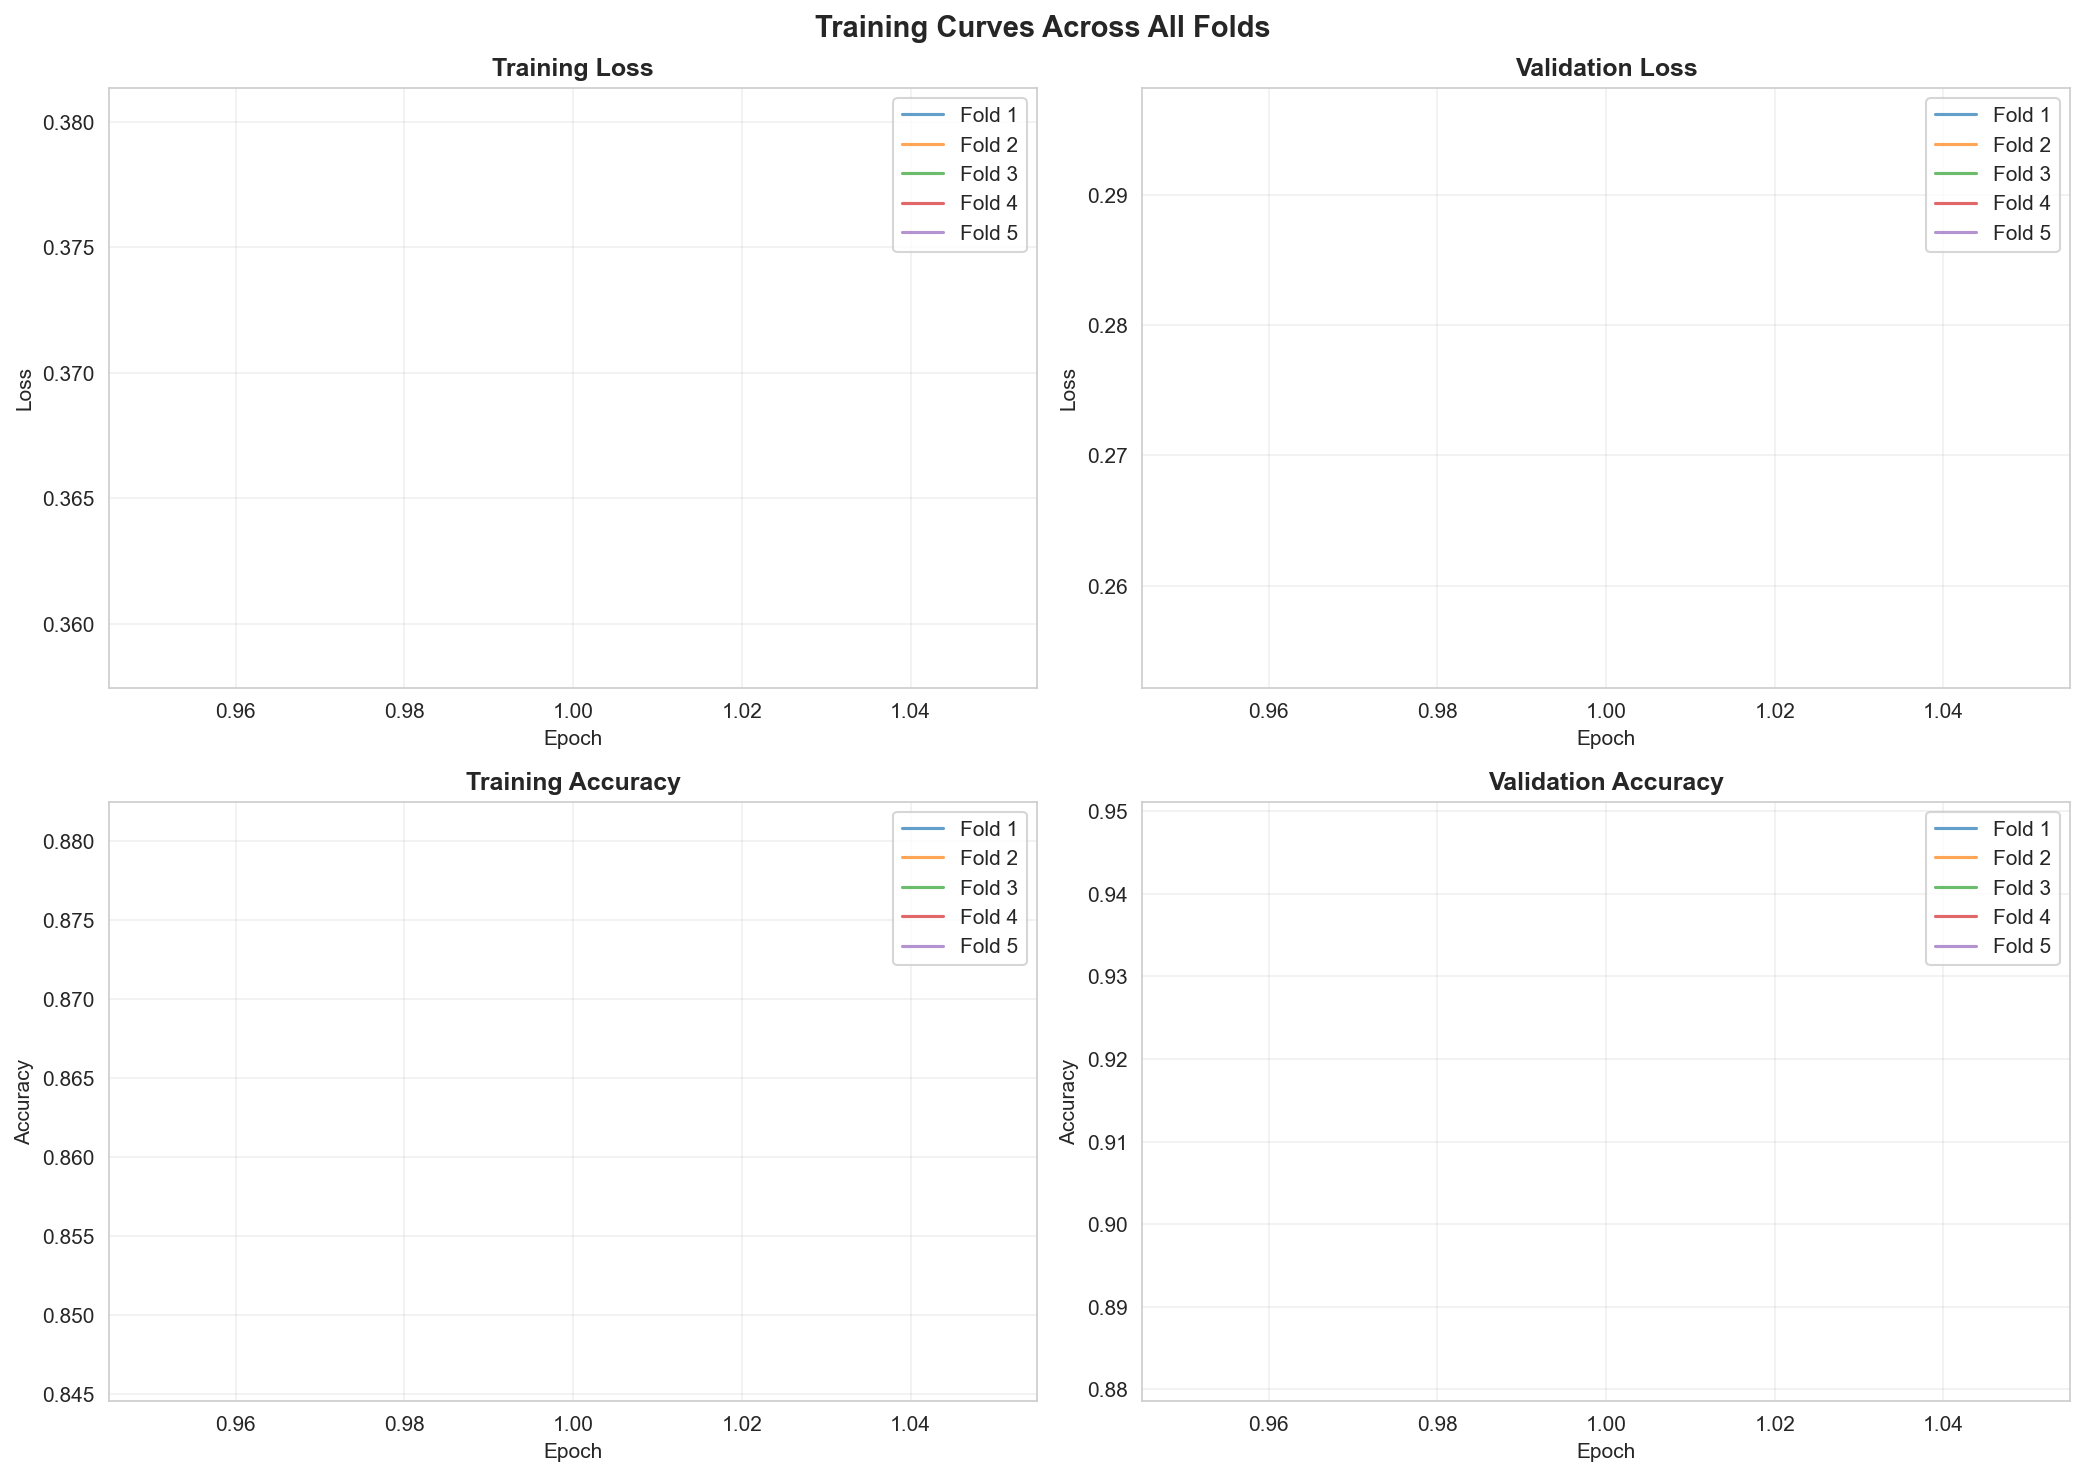 Training Curves Across All Folds
Training Loss
Loss
0.380
0.375
0.370
0.365
0.360
0.96 0.98 1.00 1.02 1.04
Epoch
Fold 1
Fold 2
Fold 3
Fold 4
Fold 5
Validation Loss
Loss
0.29
0.28
0.27
0.26
0.96 0.98 1.00 1.02 1.04
Epoch
Fold 1
Fold 2
Fold 3
Fold 4
Fold 5
Training Accuracy
Accuracy
0.880
0.875
0.870
0.865
0.860
0.855
0.850
0.845
0.96 0.98 1.00 1.02 1.04
Epoch
Fold 1
Fold 2
Fold 3
Fold 4
Fold 5
Validation Accuracy
Accuracy
0.95
0.94
0.93
0.92
0.91
0.90
0.89
0.88
0.96 0.98 1.00 1.02 1.04
Epoch
Fold 1
Fold 2
Fold 3
Fold 4
Fold 5